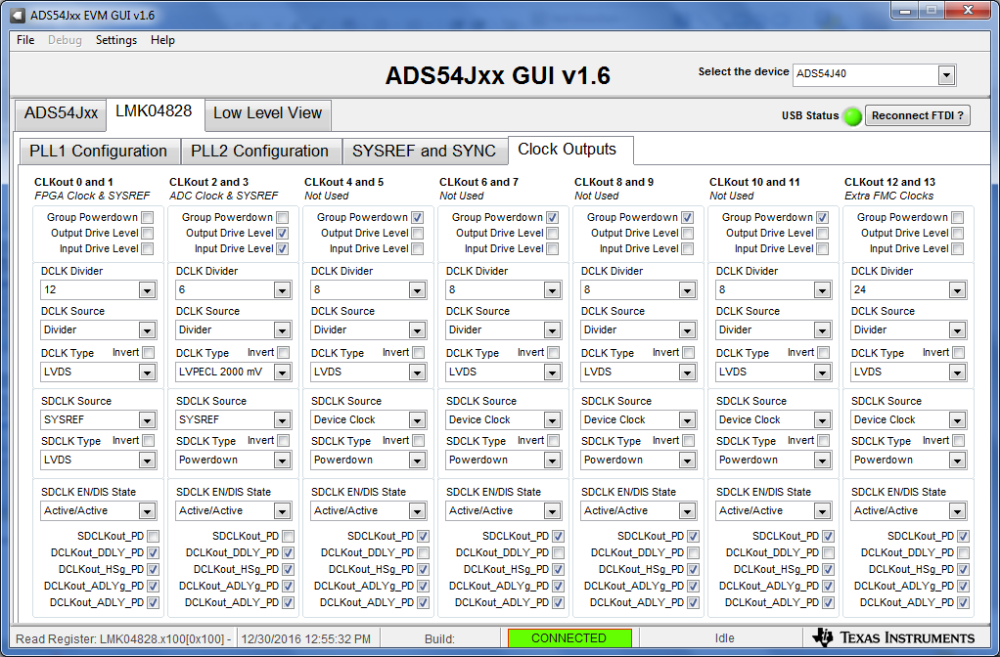 ADS54Jxx EVM GUI v1.6
File Debug Settings Help
ADS54Jxx GUI v1.6
Select the device ADS54J40
ADS54Jxx LMK04828 Low Level View
USB Status Reconnect FTDI ?
PLL1 Configuration PLL2 Configuration SYSREF and SYNC Clock Outputs
CLKout 0 and 1 CLKout 2 and 3 CLKout 4 and 5 CLKout 6 and 7 CLKout 8 and 9 CLKout 10 and 11 CLKout 12 and 13
FPGA Clock & SYSREF ADC Clock & SYSREF Not Used Not Used Not Used Not Used Extra FMC Clocks
Group Powerdown Group Powerdown Group Powerdown Group Powerdown Group Powerdown Group Powerdown Group Powerdown
Output Drive Level Output Drive Level Output Drive Level Output Drive Level Output Drive Level Output Drive Level Output Drive Level
Input Drive Level Input Drive Level Input Drive Level Input Drive Level Input Drive Level Input Drive Level Input Drive Level
DCLK Divider DCLK Divider DCLK Divider DCLK Divider DCLK Divider DCLK Divider DCLK Divider
12 6 8 8 8 8 24
DCLK Source DCLK Source DCLK Source DCLK Source DCLK Source DCLK Source DCLK Source
Divider Divider Divider Divider Divider Divider Divider
DCLK Type Invert DCLK Type Invert DCLK Type Invert DCLK Type Invert DCLK Type Invert DCLK Type Invert DCLK Type Invert
LVDS LVPECL 2000 mV LVDS LVDS LVDS LVDS LVDS
SDCLK Source SDCLK Source SDCLK Source SDCLK Source SDCLK Source SDCLK Source SDCLK Source
SYSREF SYSREF Device Clock Device Clock Device Clock Device Clock Device Clock
SDCLK Type Invert SDCLK Type Invert SDCLK Type Invert SDCLK Type Invert SDCLK Type Invert SDCLK Type Invert SDCLK Type Invert
LVDS Powerdown Powerdown Powerdown Powerdown Powerdown Powerdown
SDCLK EN/DIS State SDCLK EN/DIS State SDCLK EN/DIS State SDCLK EN/DIS State SDCLK EN/DIS State SDCLK EN/DIS State SDCLK EN/DIS State
Active/Active Active/Active Active/Active Active/Active Active/Active Active/Active Active/Active
SDCLKout_PD SDCLKout_PD SDCLKout_PD SDCLKout_PD SDCLKout_PD SDCLKout_PD SDCLKout_PD
DCLKout_DDLY_PD DCLKout_DDLY_PD DCLKout_DDLY_PD DCLKout_DDLY_PD DCLKout_DDLY_PD DCLKout_DDLY_PD DCLKout_DDLY_PD
DCLKout_HSg_PD DCLKout_HSg_PD DCLKout_HSg_PD DCLKout_HSg_PD DCLKout_HSg_PD DCLKout_HSg_PD DCLKout_HSg_PD
DCLKout_ADLYg_PD DCLKout_ADLYg_PD DCLKout_ADLYg_PD DCLKout_ADLYg_PD DCLKout_ADLYg_PD DCLKout_ADLYg_PD DCLKout_ADLYg_PD
DCLKout_ADLY_PD DCLKout_ADLY_PD DCLKout_ADLY_PD DCLKout_ADLY_PD DCLKout_ADLY_PD DCLKout_ADLY_PD DCLKout_ADLY_PD
Read Register: LMK04828.x100[0x100] - 12/30/2016 12:55:32 PM Build: CONNECTED Idle TEXAS INSTRUMENTS